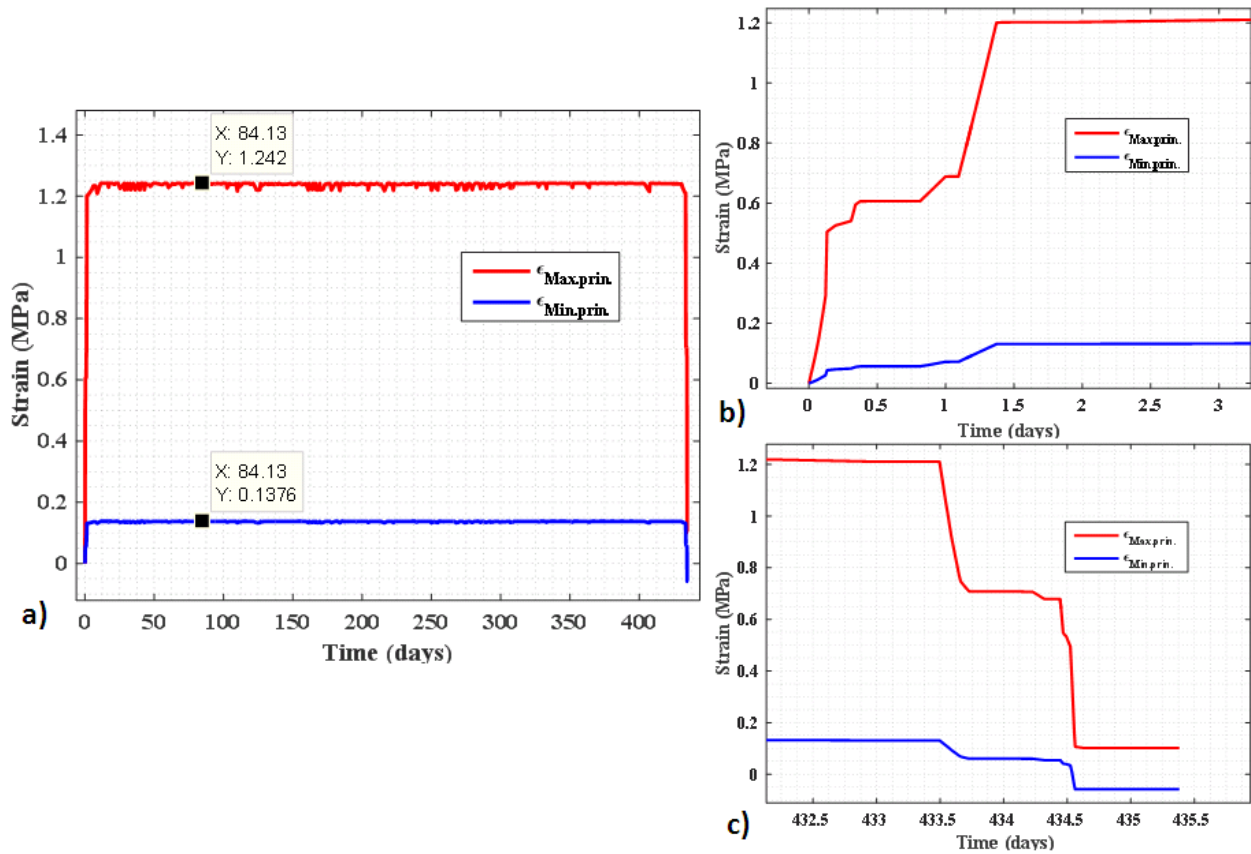 1.4
1.2
1
0.8
0.6
0.4
0.2
0
Strain (MPa)
X: 84.13
Y: 1.242
ϵMax.prin.
ϵMin.prin.
X: 84.13
Y: 0.1376
0 50 100 150 200 250 300 350 400
Time (days)
a)
1.2
1
0.8
0.6
0.4
0.2
0
Strain (MPa)
ϵMax.prin.
ϵMin.prin.
0 0.5 1 1.5 2 2.5 3
Time (days)
b)
1.2
1
0.8
0.6
0.4
0.2
0
Strain (MPa)
ϵMax.prin.
ϵMin.prin.
432.5 433 433.5 434 434.5 435 435.5
Time (days)
c)